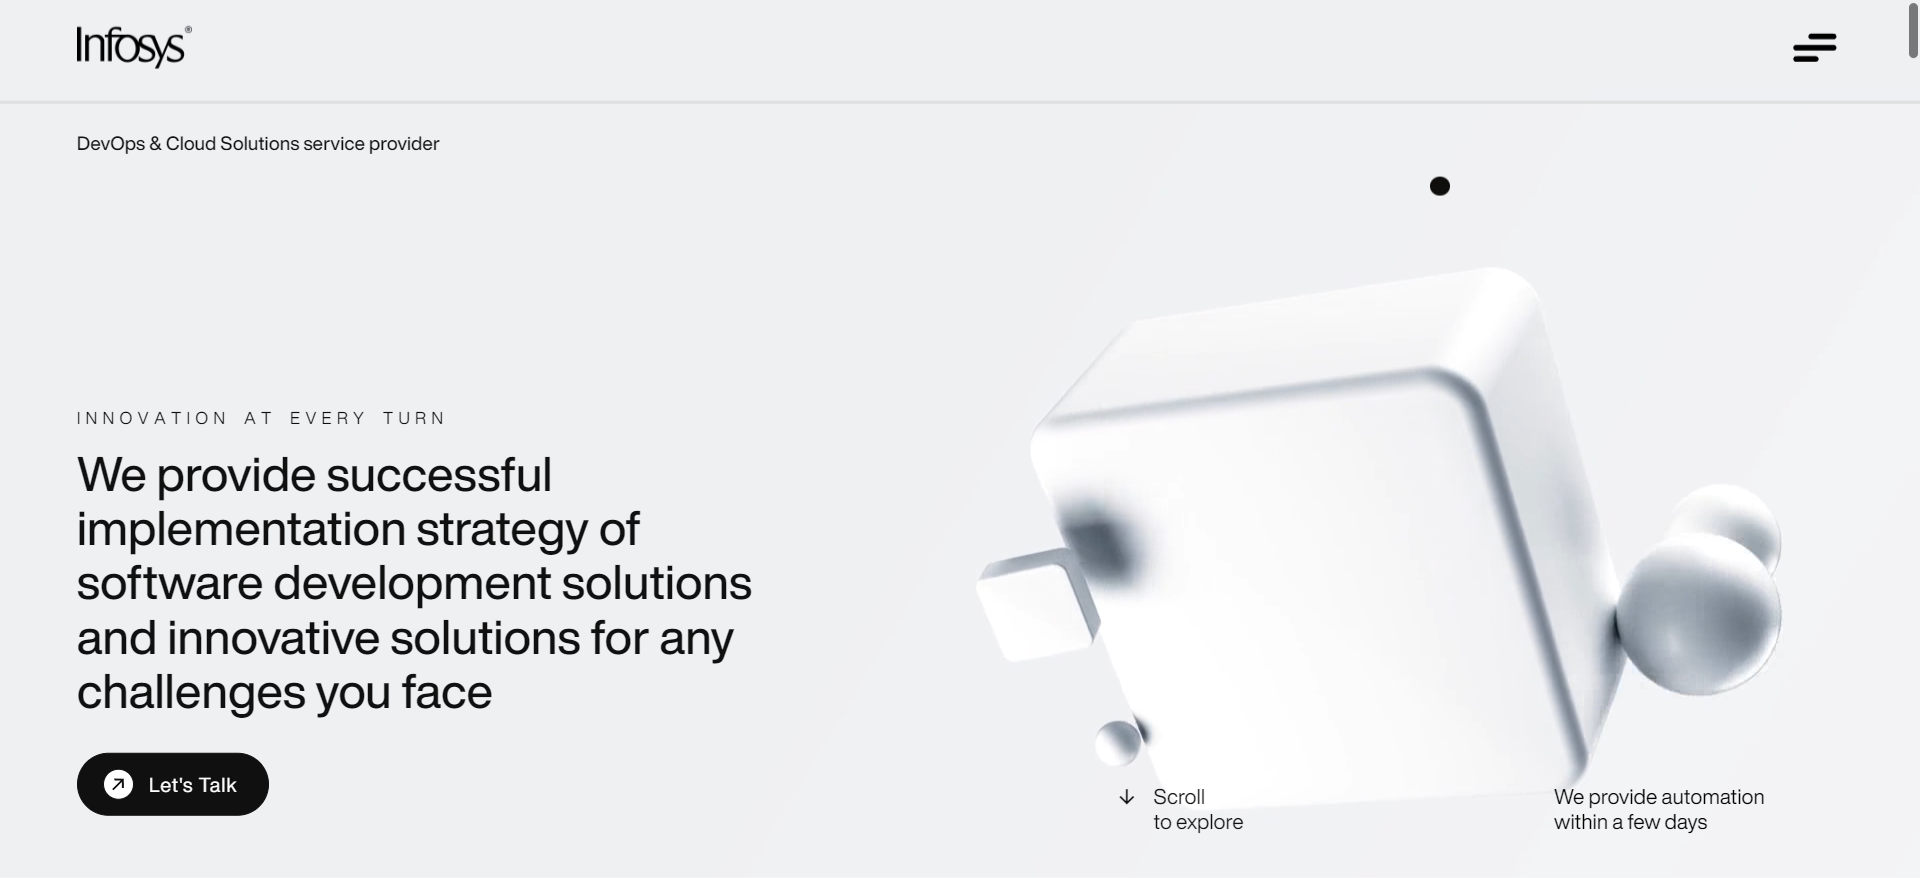 Infosys®
DevOps & Cloud Solutions service provider
INNOVATION AT EVERY TURN
We provide successful
implementation strategy of
software development solutions
and innovative solutions for any
challenges you face
Let's Talk
Scroll
to explore
We provide automation
within a few days